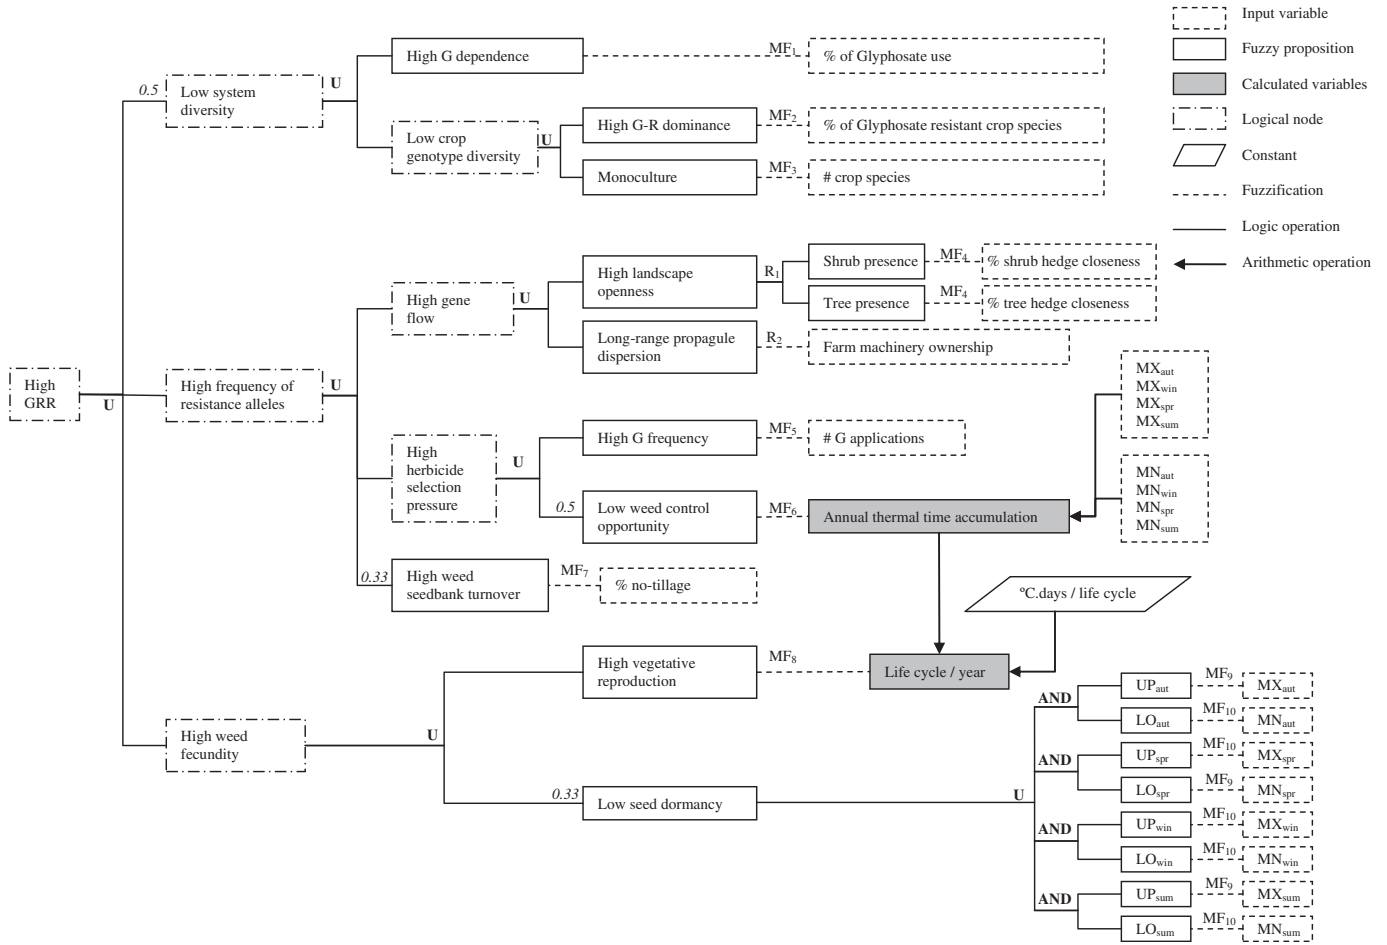 Input variable
Fuzzy proposition
Calculated variables
Logical node
Constant
Fuzzification
Logic operation
Arithmetic operation
High
GRR
U
0.5
Low system
diversity
U
High G dependence
MF1
% of Glyphosate use
Low crop
genotype diversity
U
High G-R dominance
MF2
% of Glyphosate resistant crop species
Monoculture
MF3
# crop species
High frequency of
resistance alleles
U
High gene
flow
U
High landscape
openness
R1
Shrub presence
MF4
% shrub hedge closeness
Tree presence
MF4
% tree hedge closeness
Long-range propagule
dispersion
R2
Farm machinery ownership
High
herbicide
selection
pressure
U
High G frequency
MF5
# G applications
0.5
Low weed control
opportunity
MF6
Annual thermal time accumulation
MXaut
MXwin
MXspr
MXsum
MNaut
MNwin
MNspr
MNsum
0.33
High weed
seedbank turnover
MF7
% no-tillage
ºC.days / life cycle
High weed
fecundity
U
High vegetative
reproduction
MF8
Life cycle / year
0.33
Low seed dormancy
U
AND
UPaut
MF9
MXaut
LOaut
MF10
MNaut
AND
UPspr
MF10
MXspr
LOspr
MF9
MNspr
AND
UPwin
MF10
MXwin
LOwin
MF10
MNwin
AND
UPsum
MF9
MXsum
LOsum
MF10
MNsum